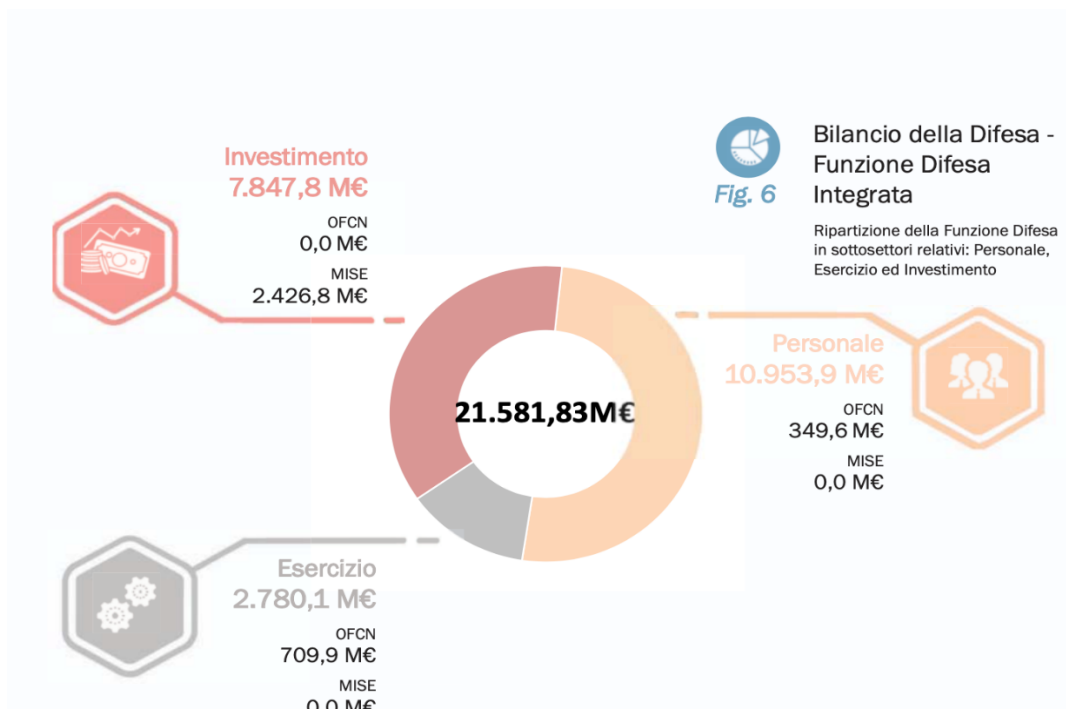 Investimento
7.847,8 M€
OFCN
0,0 M€
MISE
2.426,8 M€
Fig. 6
Bilancio della Difesa -
Funzione Difesa
Integrata
Ripartizione della Funzione Difesa
in sottosettori relativi: Personale,
Esercizio ed Investimento
21.581,83M€
Personale
10.953,9 M€
OFCN
349,6 M€
MISE
0,0 M€
Esercizio
2.780,1 M€
OFCN
709,9 M€
MISE
0,0 M€